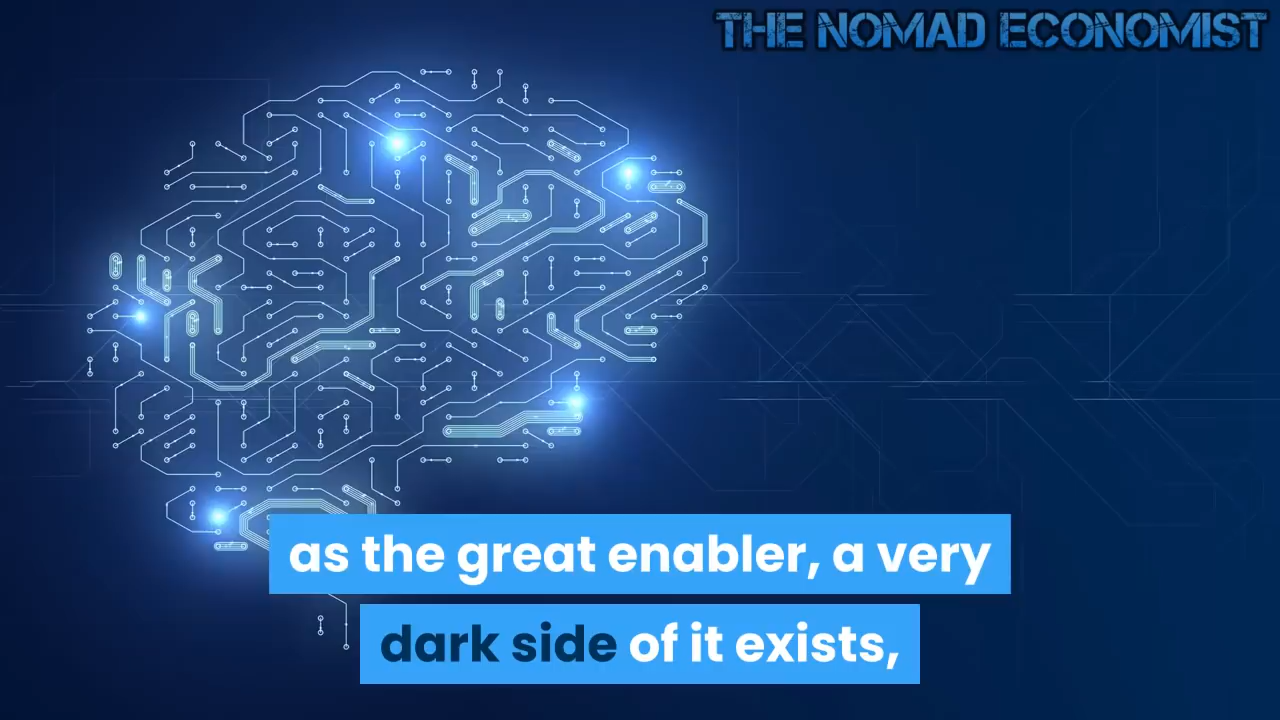 THE NOMAD ECONOMIST
as the great enabler, a very
dark side of it exists,